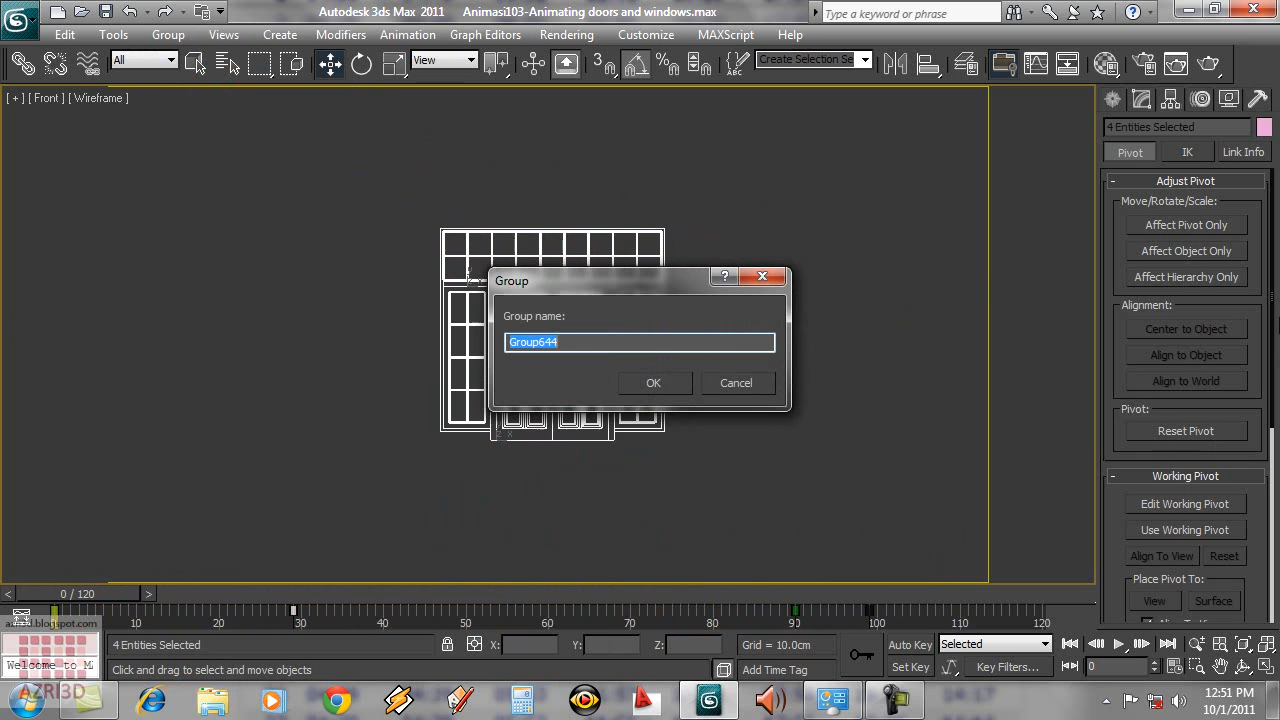 Autodesk 3ds Max 2011 Animasi103-Animating doors and windows.max
Type a keyword or phrase
Edit Tools Group Views Create Modifiers Animation Graph Editors Rendering Customize MAXScript Help
All View Create Selection Se
[ + ] [ Front ] [ Wireframe ]
4 Entities Selected
Pivot IK Link Info
- Adjust Pivot
Move/Rotate/Scale:
Affect Pivot Only
Affect Object Only
Affect Hierarchy Only
Alignment:
Center to Object
Align to Object
Align to World
Pivot:
Reset Pivot
- Working Pivot
Edit Working Pivot
Use Working Pivot
Align To View Reset
Place Pivot To:
View Surface
Group
Group name:
Group644
OK Cancel
< 0 / 120 >
10 20 30 40 50 60 70 80 90 100 110 120
4 Entities Selected X: Y: Z: Grid = 10.0cm Auto Key Selected
Welcome to M Click and drag to select and move objects. Add Time Tag Set Key Key Filters... 0
AZRI3D
12:51 PM
10/1/2011